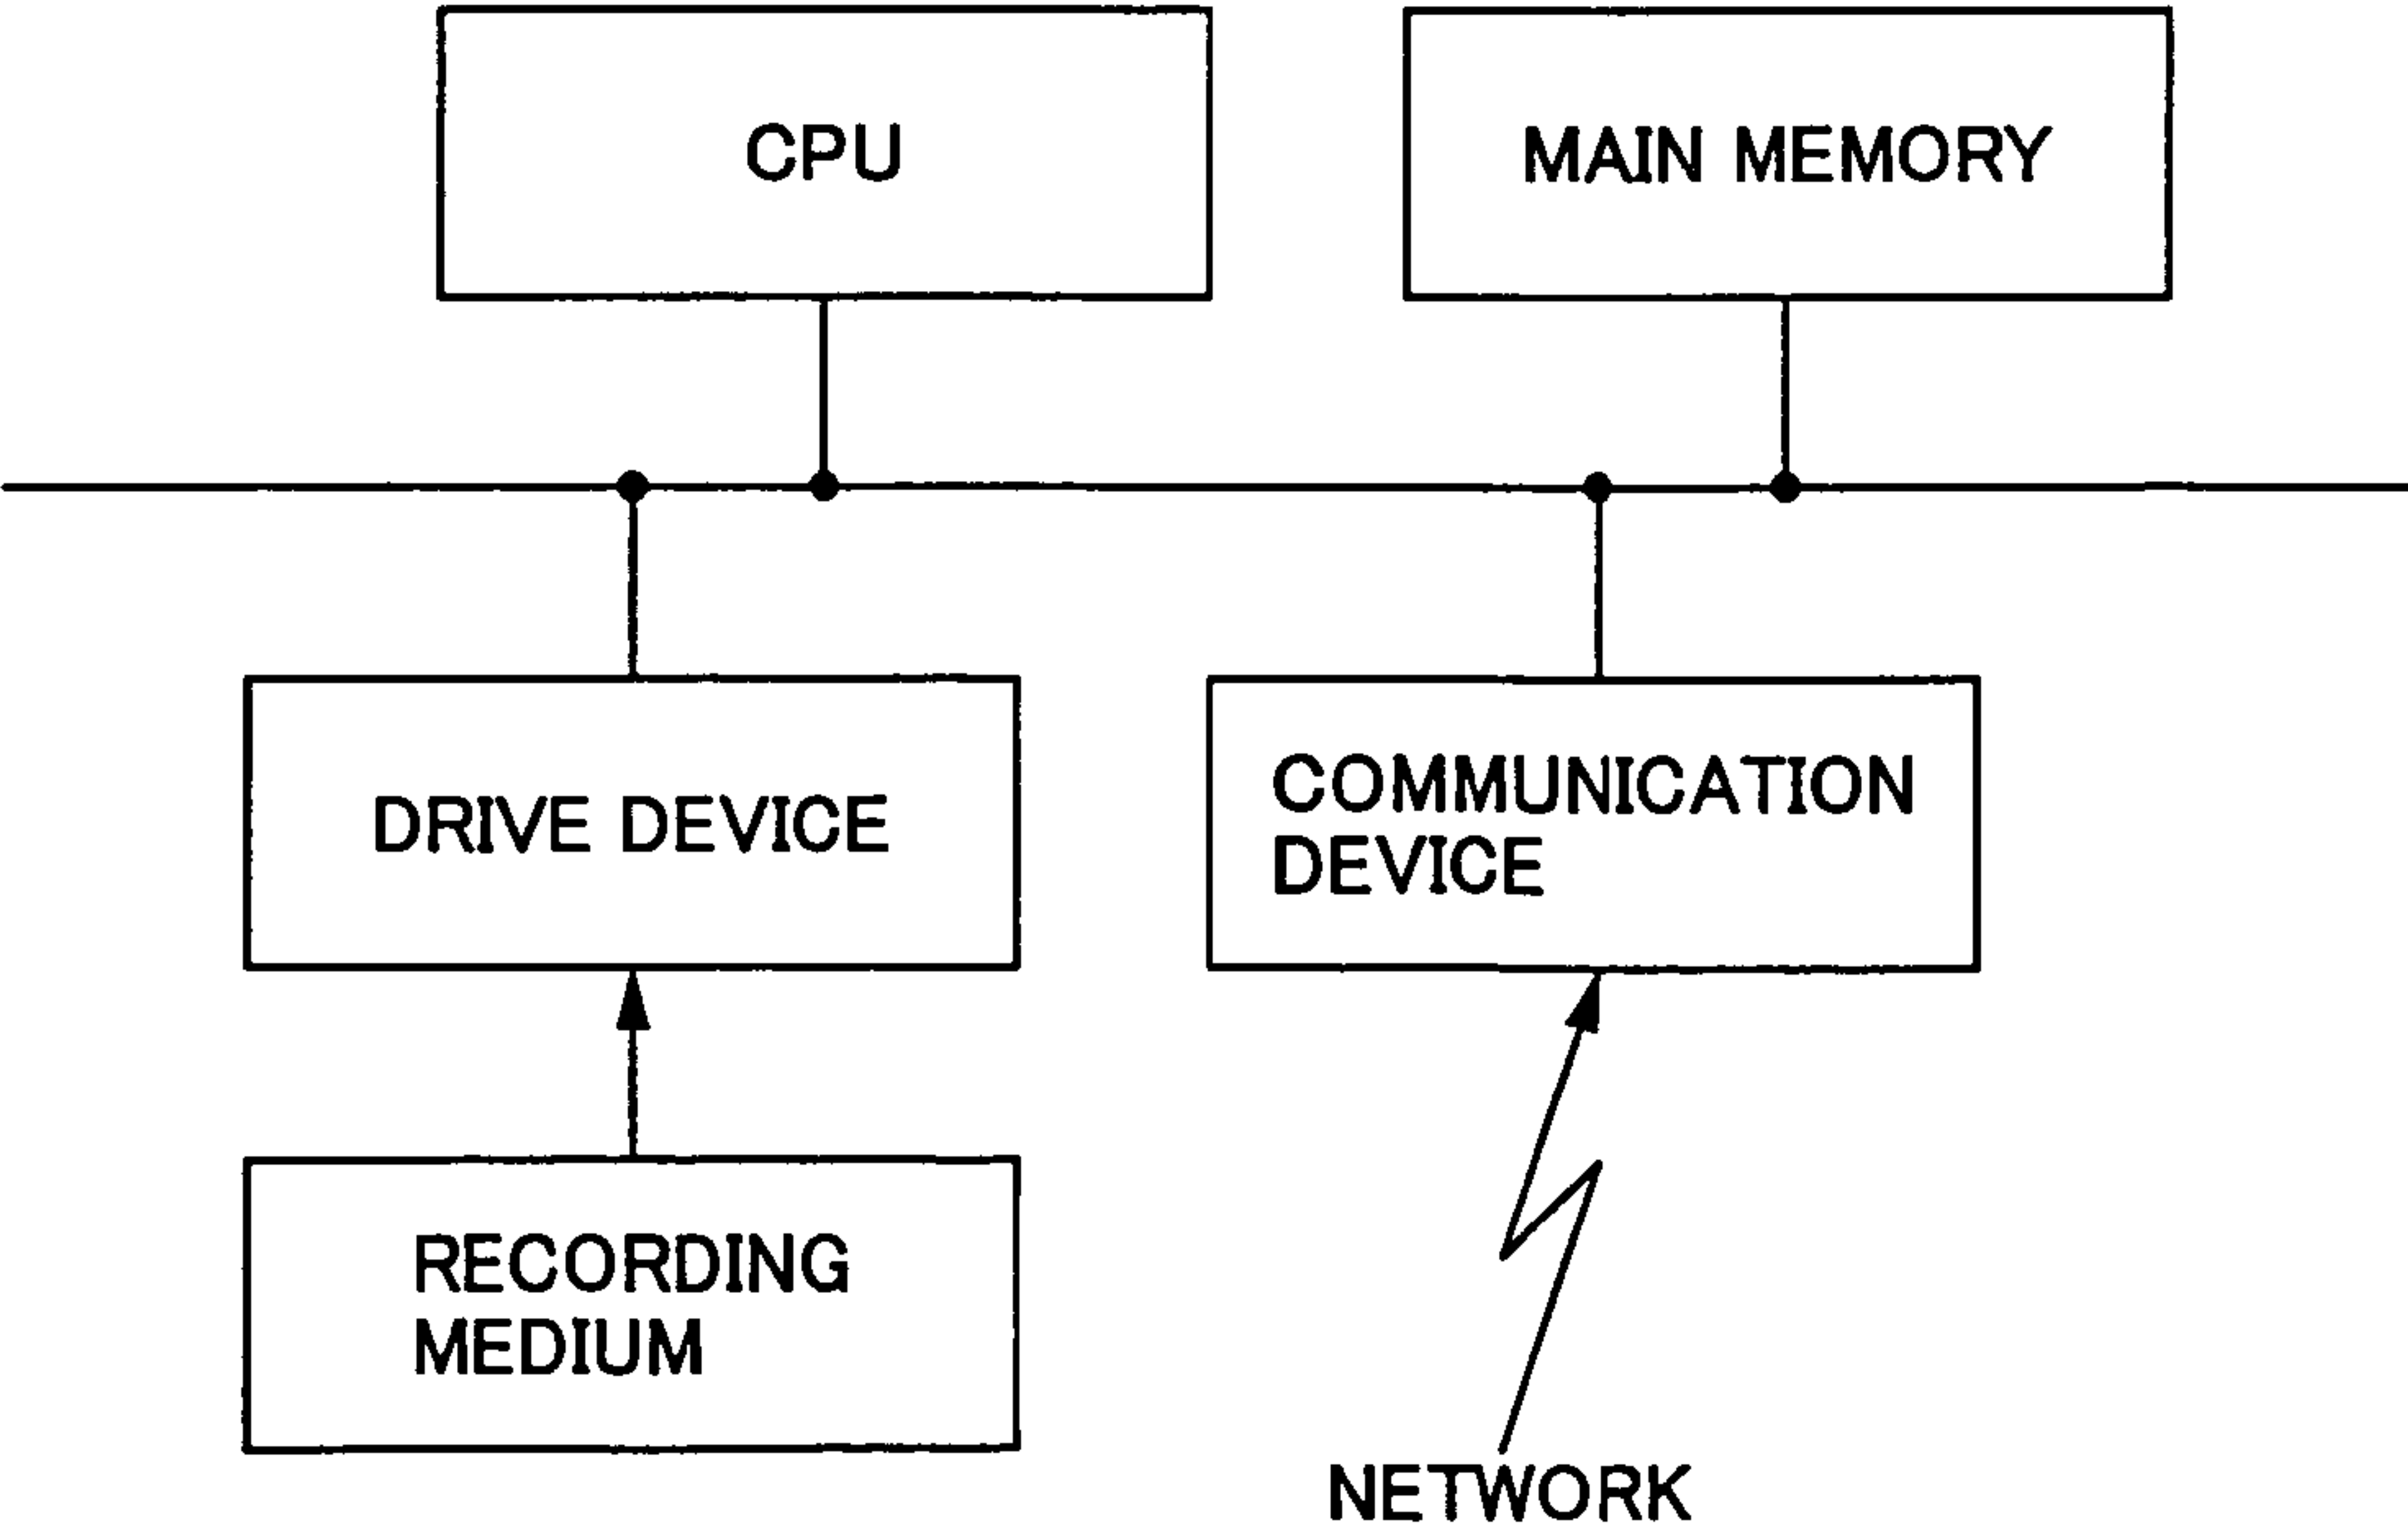 CPU
MAIN MEMORY
DRIVE DEVICE
COMMUNICATION
DEVICE
RECORDING
MEDIUM
NETWORK